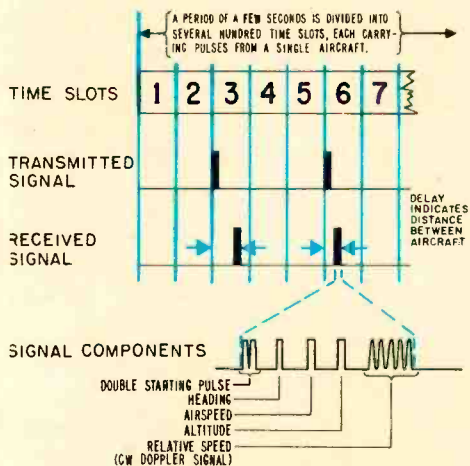 A PERIOD OF A FEW SECONDS IS DIVIDED INTO
SEVERAL HUNDRED TIME SLOTS, EACH CARRY-
ING PULSES FROM A SINGLE AIRCRAFT.
TIME SLOTS 1 2 3 4 5 6 7
TRANSMITTED
SIGNAL
DELAY
INDICATES
DISTANCE
BETWEEN
AIRCRAFT
RECEIVED
SIGNAL
SIGNAL COMPONENTS
DOUBLE STARTING PULSE
HEADING
AIRSPEED
ALTITUDE
RELATIVE SPEED
(CW DOPPLER SIGNAL)